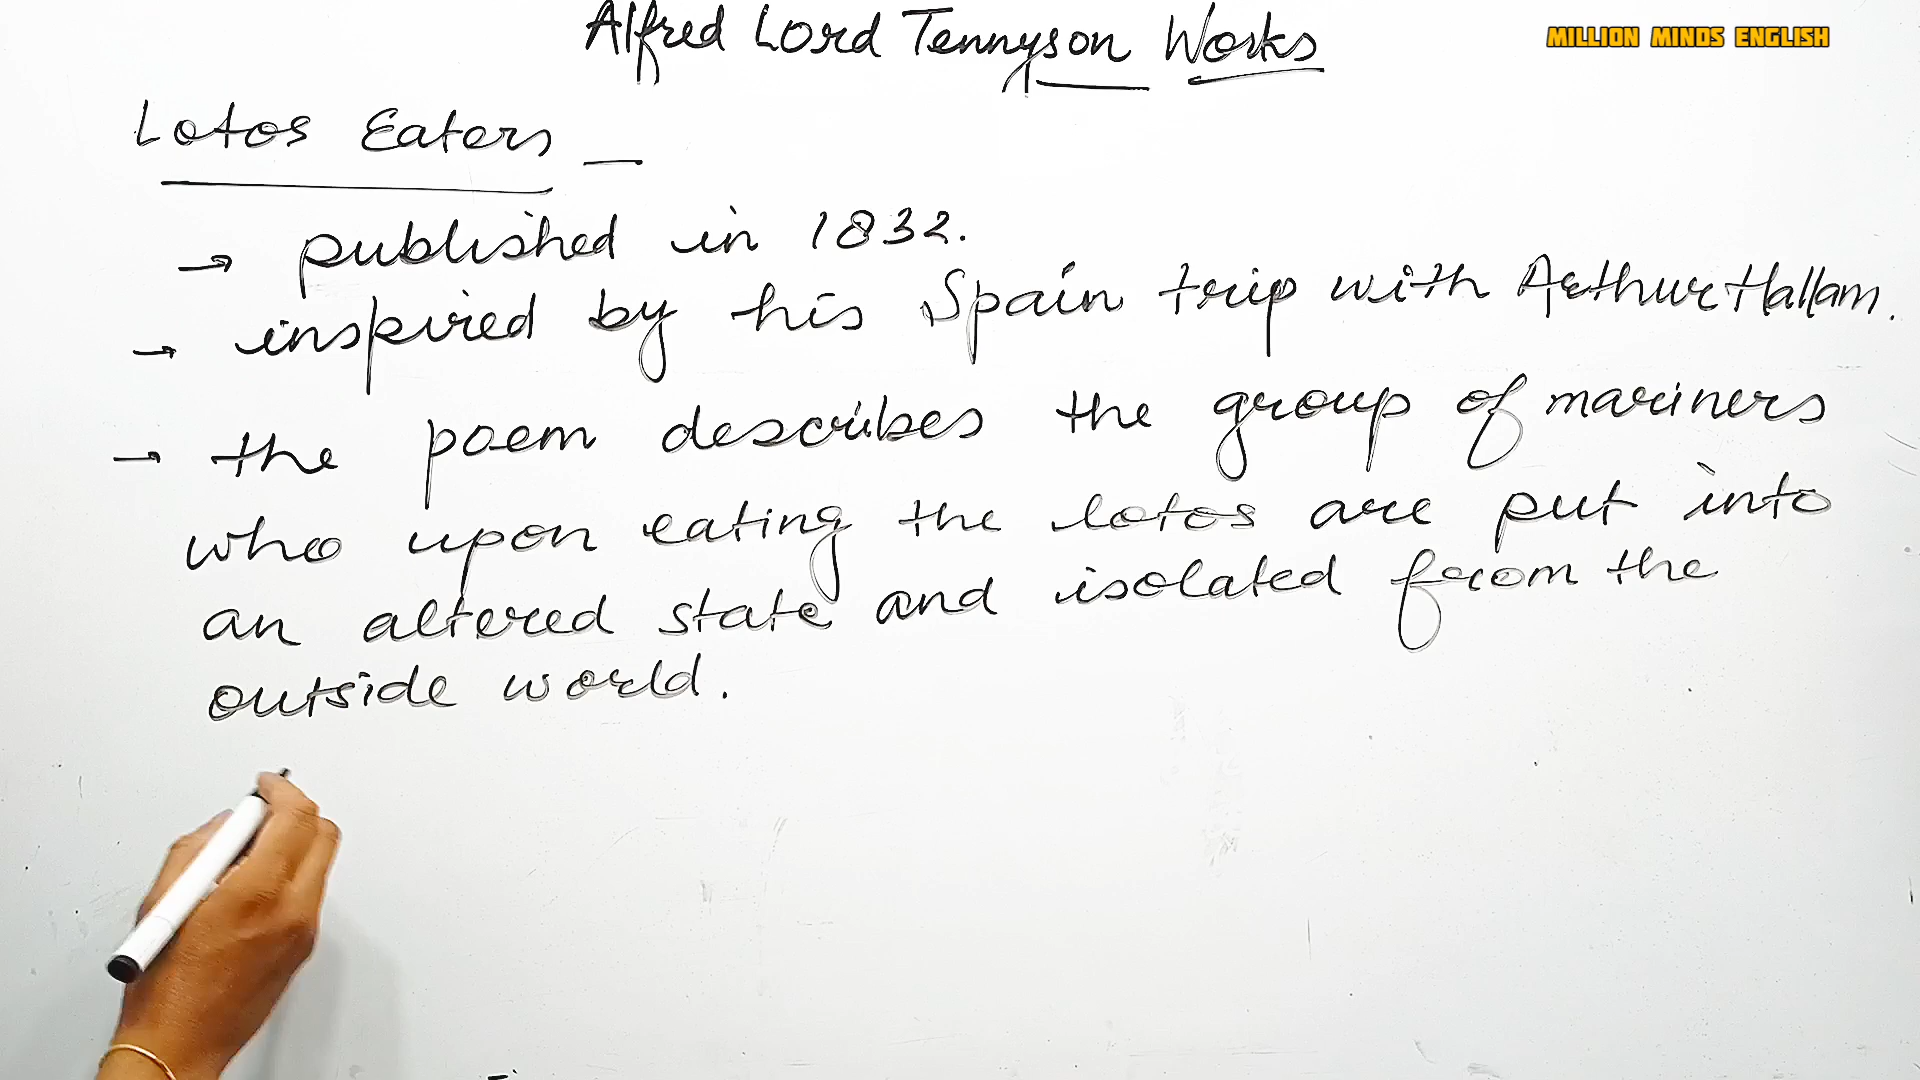 Alfred Lord Tennyson Works
MILLION MINDS ENGLISH
Lotos Eaters –
→ published in 1832.
→ inspired by his Spain trip with Arthur Hallam.
→ the poem describes the group of mariners
who upon eating the lotos are put into
an altered state and isolated from the
outside world.